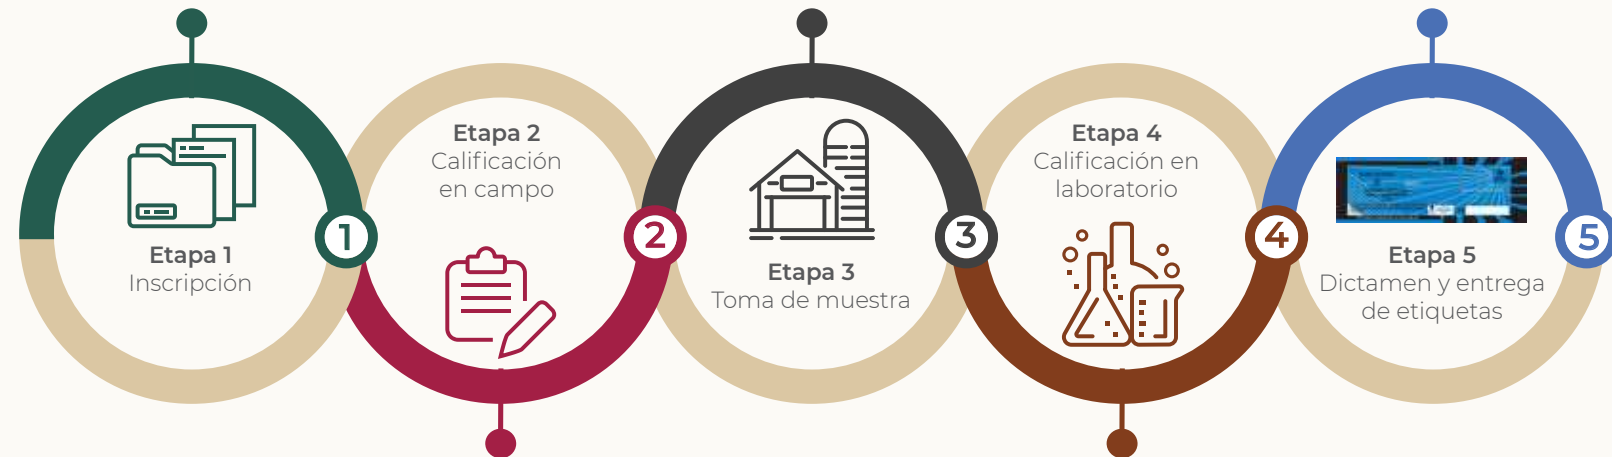 Etapa 1
Inscripción
1
Etapa 2
Calificación
en campo
2
Etapa 3
Toma de muestra
3
Etapa 4
Calificación en
laboratorio
4
Etapa 5
Dictamen y entrega
de etiquetas
5